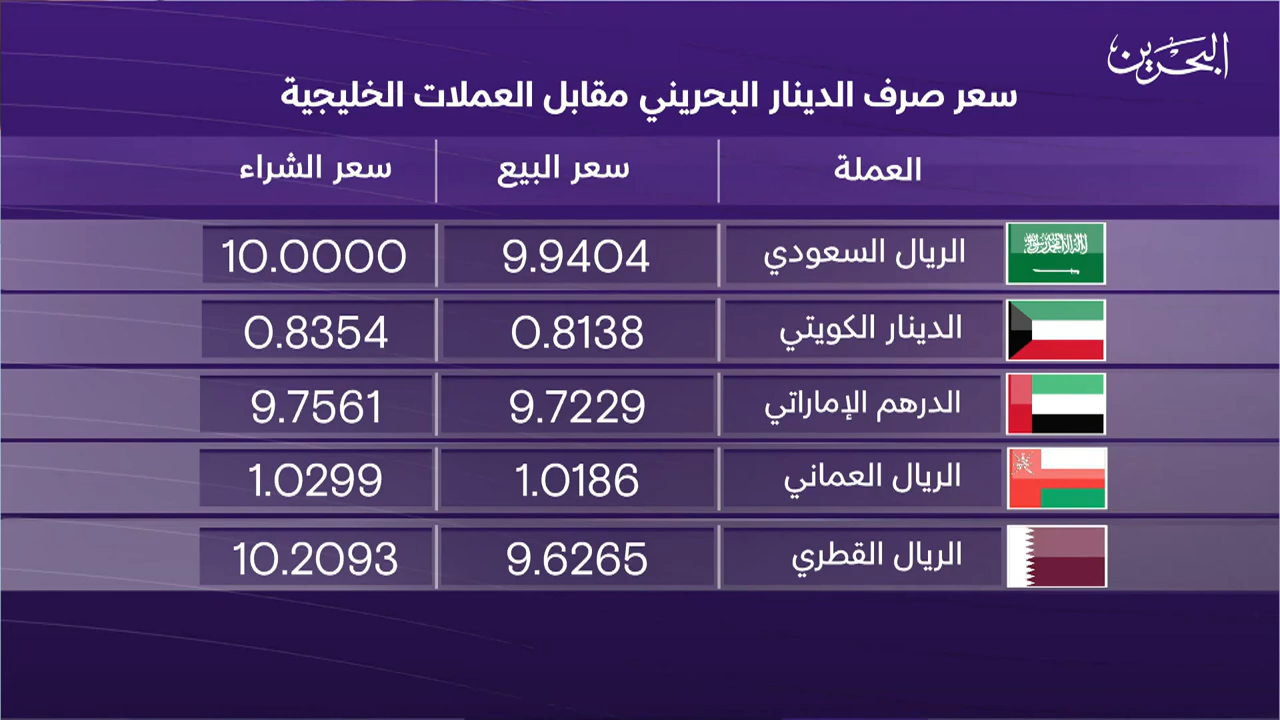 البحرين
سعر صرف الدينار البحريني مقابل العملات الخليجية
العملة سعر البيع سعر الشراء
الريال السعودي 9.9404 10.0000
الدينار الكويتي 0.8138 0.8354
الدرهم الإماراتي 9.7229 9.7561
الريال العماني 1.0186 1.0299
الريال القطري 9.6265 10.2093